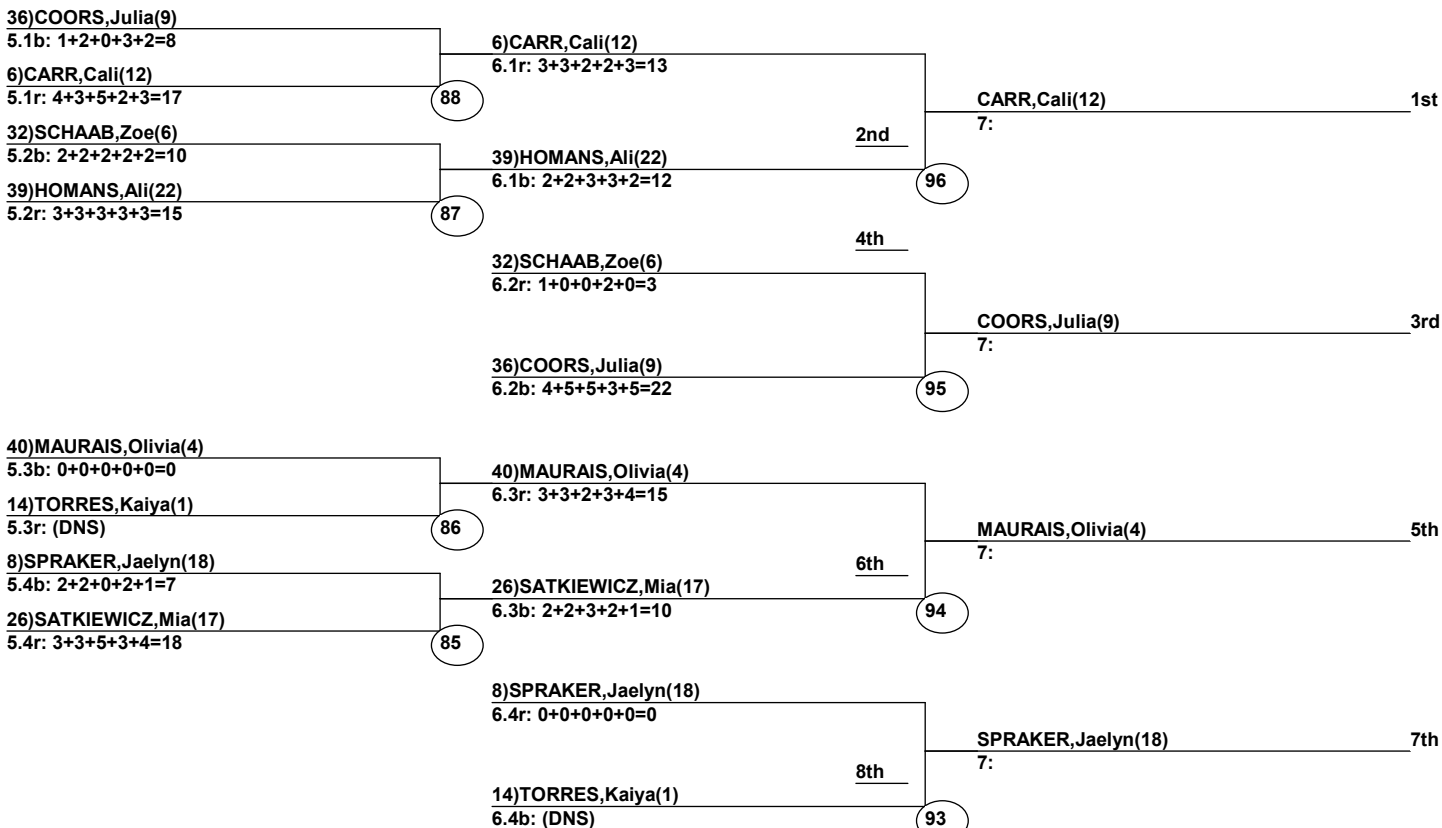 36)COORS,Julia(9)
5.1b: 1+2+0+3+2=8
6)CARR,Cali(12)
5.1r: 4+3+5+2+3=17
88
32)SCHAAB,Zoe(6)
5.2b: 2+2+2+2+2=10
39)HOMANS,Ali(22)
5.2r: 3+3+3+3+3=15
87
6)CARR,Cali(12)
6.1r: 3+3+2+2+3=13
39)HOMANS,Ali(22)
6.1b: 2+2+3+3+2=12
2nd
96
CARR,Cali(12)
7:
1st
32)SCHAAB,Zoe(6)
6.2r: 1+0+0+2+0=3
36)COORS,Julia(9)
6.2b: 4+5+5+3+5=22
4th
95
COORS,Julia(9)
7:
3rd
40)MAURAIS,Olivia(4)
5.3b: 0+0+0+0+0=0
14)TORRES,Kaiya(1)
5.3r: (DNS)
86
8)SPRAKER,Jaelyn(18)
5.4b: 2+2+0+2+1=7
26)SATKIEWICZ,Mia(17)
5.4r: 3+3+5+3+4=18
85
40)MAURAIS,Olivia(4)
6.3r: 3+3+2+3+4=15
26)SATKIEWICZ,Mia(17)
6.3b: 2+2+3+2+1=10
6th
94
MAURAIS,Olivia(4)
7:
5th
8)SPRAKER,Jaelyn(18)
6.4r: 0+0+0+0+0=0
14)TORRES,Kaiya(1)
6.4b: (DNS)
8th
93
SPRAKER,Jaelyn(18)
7:
7th